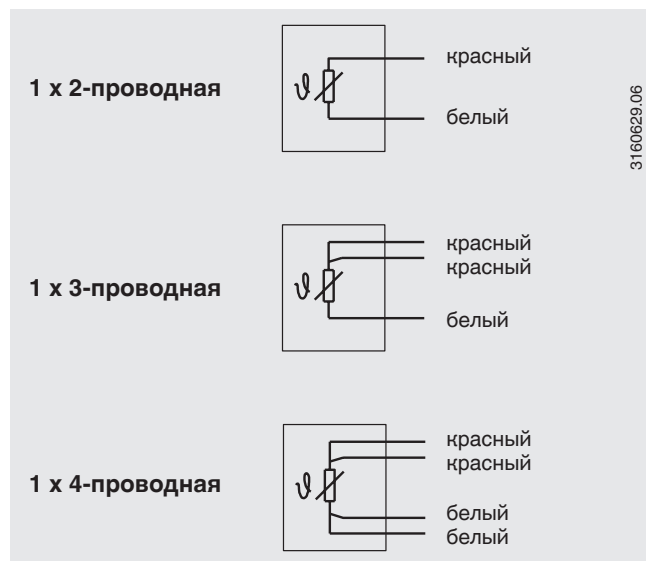 1 x 2-проводная
ϑ
красный
белый
3160629.06
1 x 3-проводная
ϑ
красный
красный
белый
1 x 4-проводная
ϑ
красный
красный
белый
белый